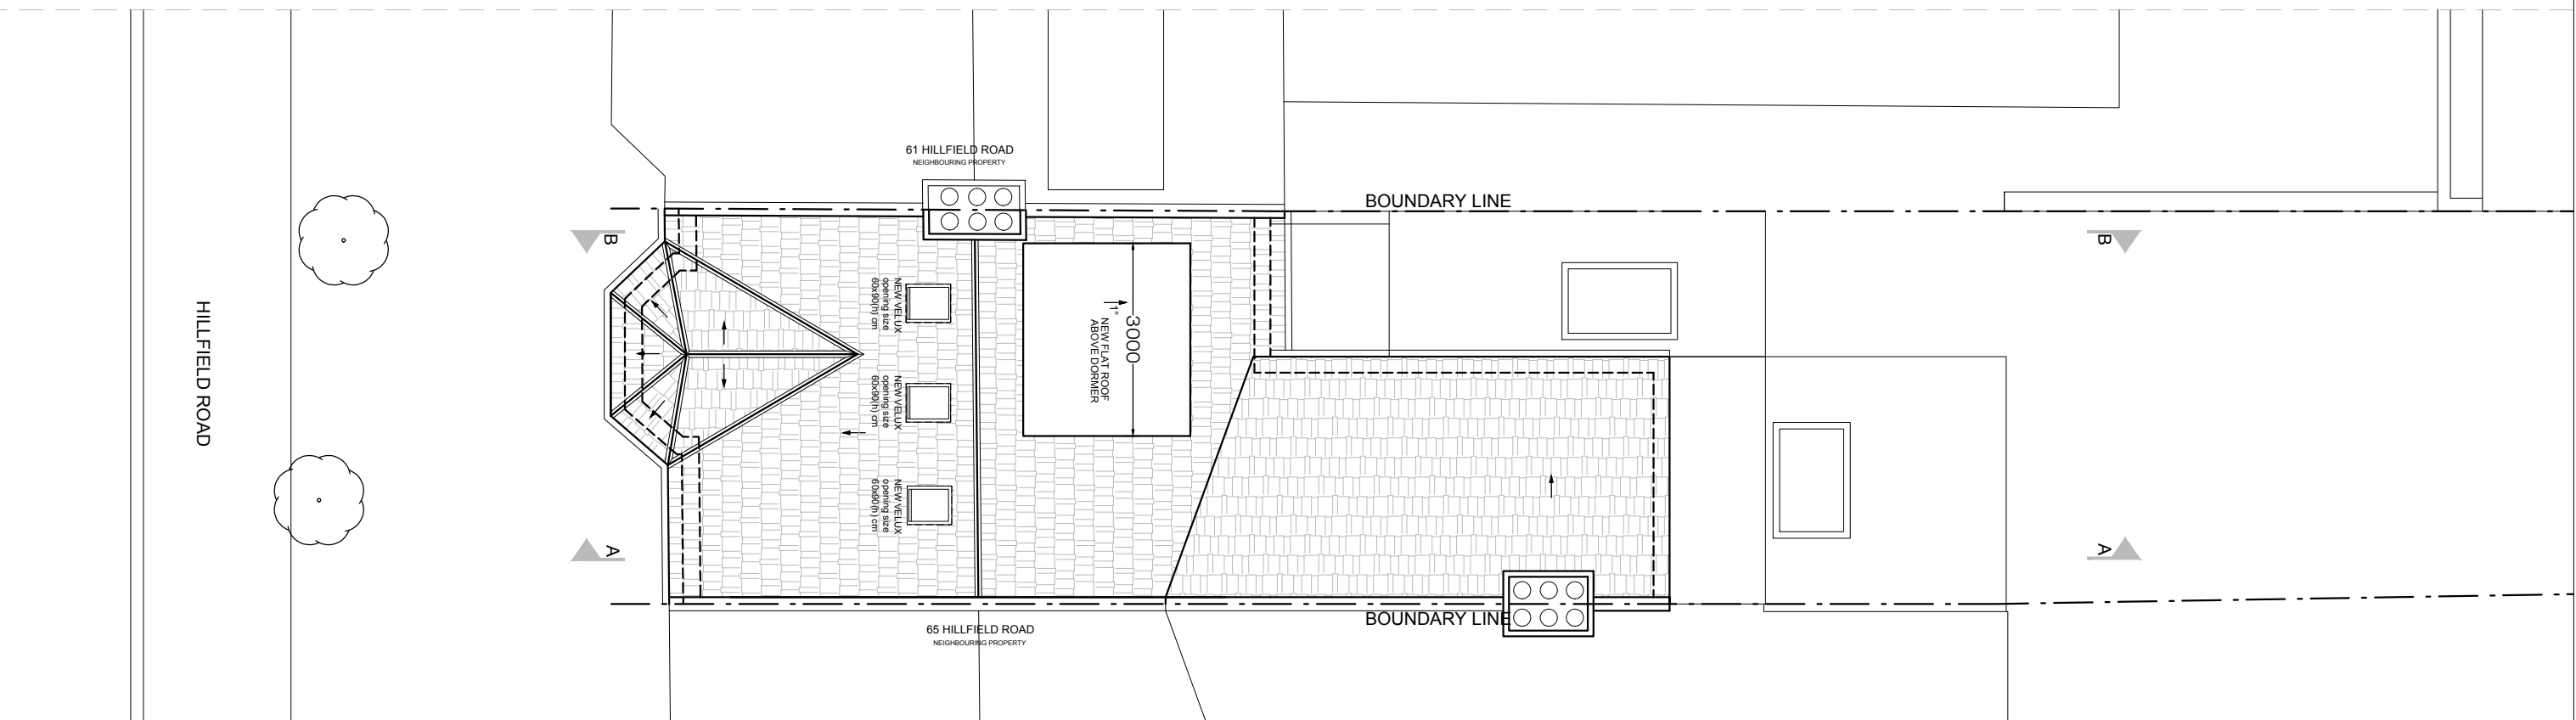 HILLFIELD ROAD
61 HILLFIELD ROAD
NEIGHBOURING PROPERTY
BOUNDARY LINE
B
B
NEW VELUX
opening size
60x90(h) cm
NEW VELUX
opening size
60x90(h) cm
NEW VELUX
opening size
60x90(h) cm
3000
1°
NEW FLAT ROOF
ABOVE DORMER
A
A
65 HILLFIELD ROAD
NEIGHBOURING PROPERTY
BOUNDARY LINE